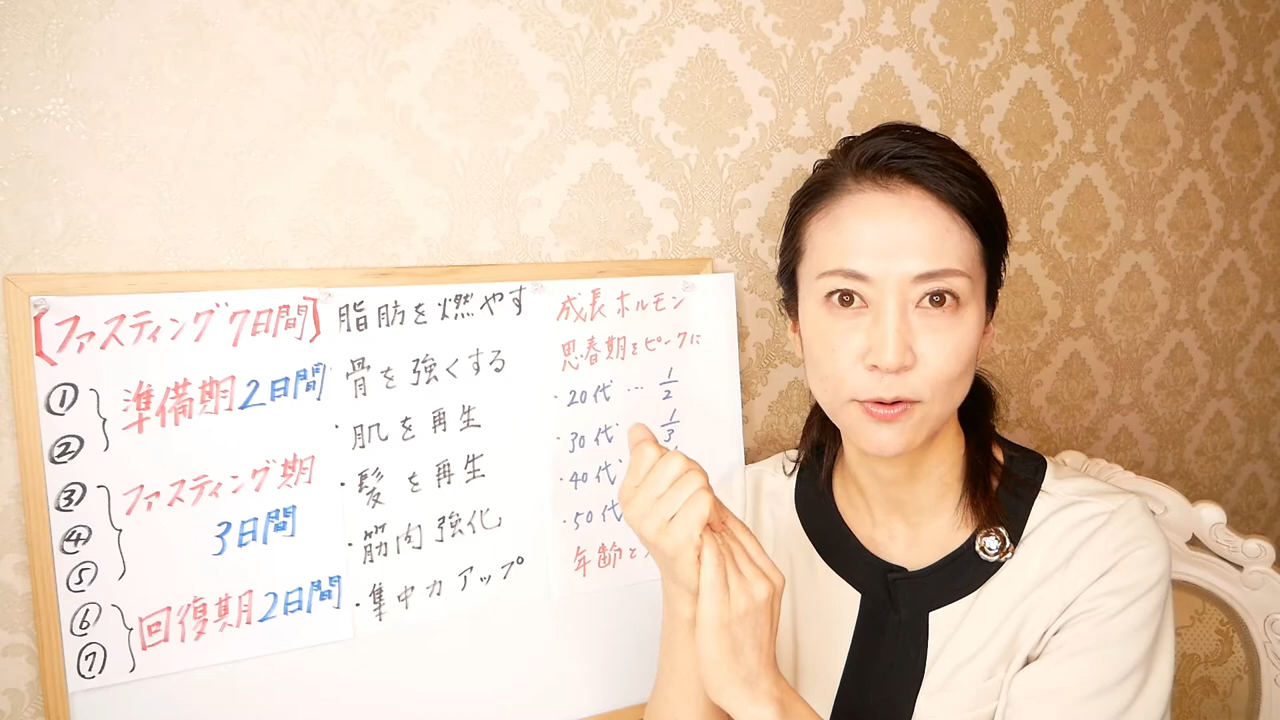 【ファスティング7日間】
① ② 準備期2日間
③ ④ ⑤ ファスティング期
3日間
⑥ ⑦ 回復期2日間
脂肪を燃やす
骨を強くする
・肌を再生
・髪を再生
・筋肉強化
・集中力アップ
成長ホルモン
思春期をピークに
・20代…1/2
・30代 1/3
・40代
・50代
年齢と